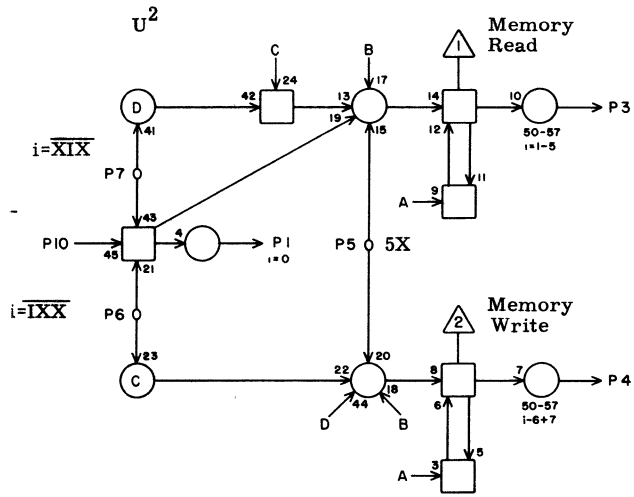 U²
C
B
1
Memory
Read
24
17
42
13
14
10
D
P3
19
15
12
50-57
41
i=1-5
i=X̅I̅X̅
11
P7
A
9
43
4
P10
P1
P5
5X
45
i=0
21
i=I̅X̅X̅
P6
2
Memory
Write
23
20
22
8
7
C
P4
18
44
6
50-57
i-6+7
D
B
5
A
3